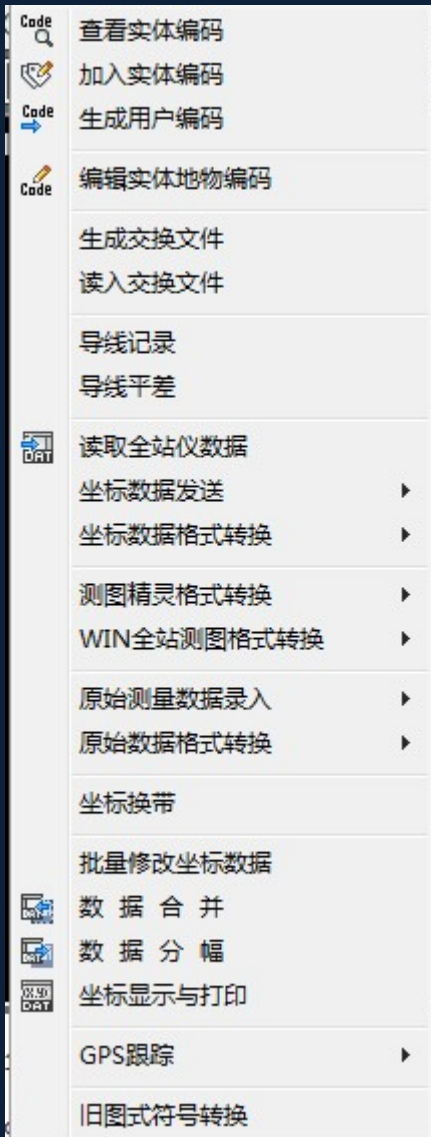 Code
查看实体编码
加入实体编码
Code
生成用户编码
Code
编辑实体地物编码
生成交换文件
读入交换文件
导线记录
导线平差
DAT
读取全站仪数据
坐标数据发送
坐标数据格式转换
测图精灵格式转换
WIN全站测图格式转换
原始测量数据录入
原始数据格式转换
坐标换带
批量修改坐标数据
DAT
数 据 合 并
DAT
数 据 分 幅
(X,Y)
DAT
坐标显示与打印
GPS跟踪
旧图式符号转换